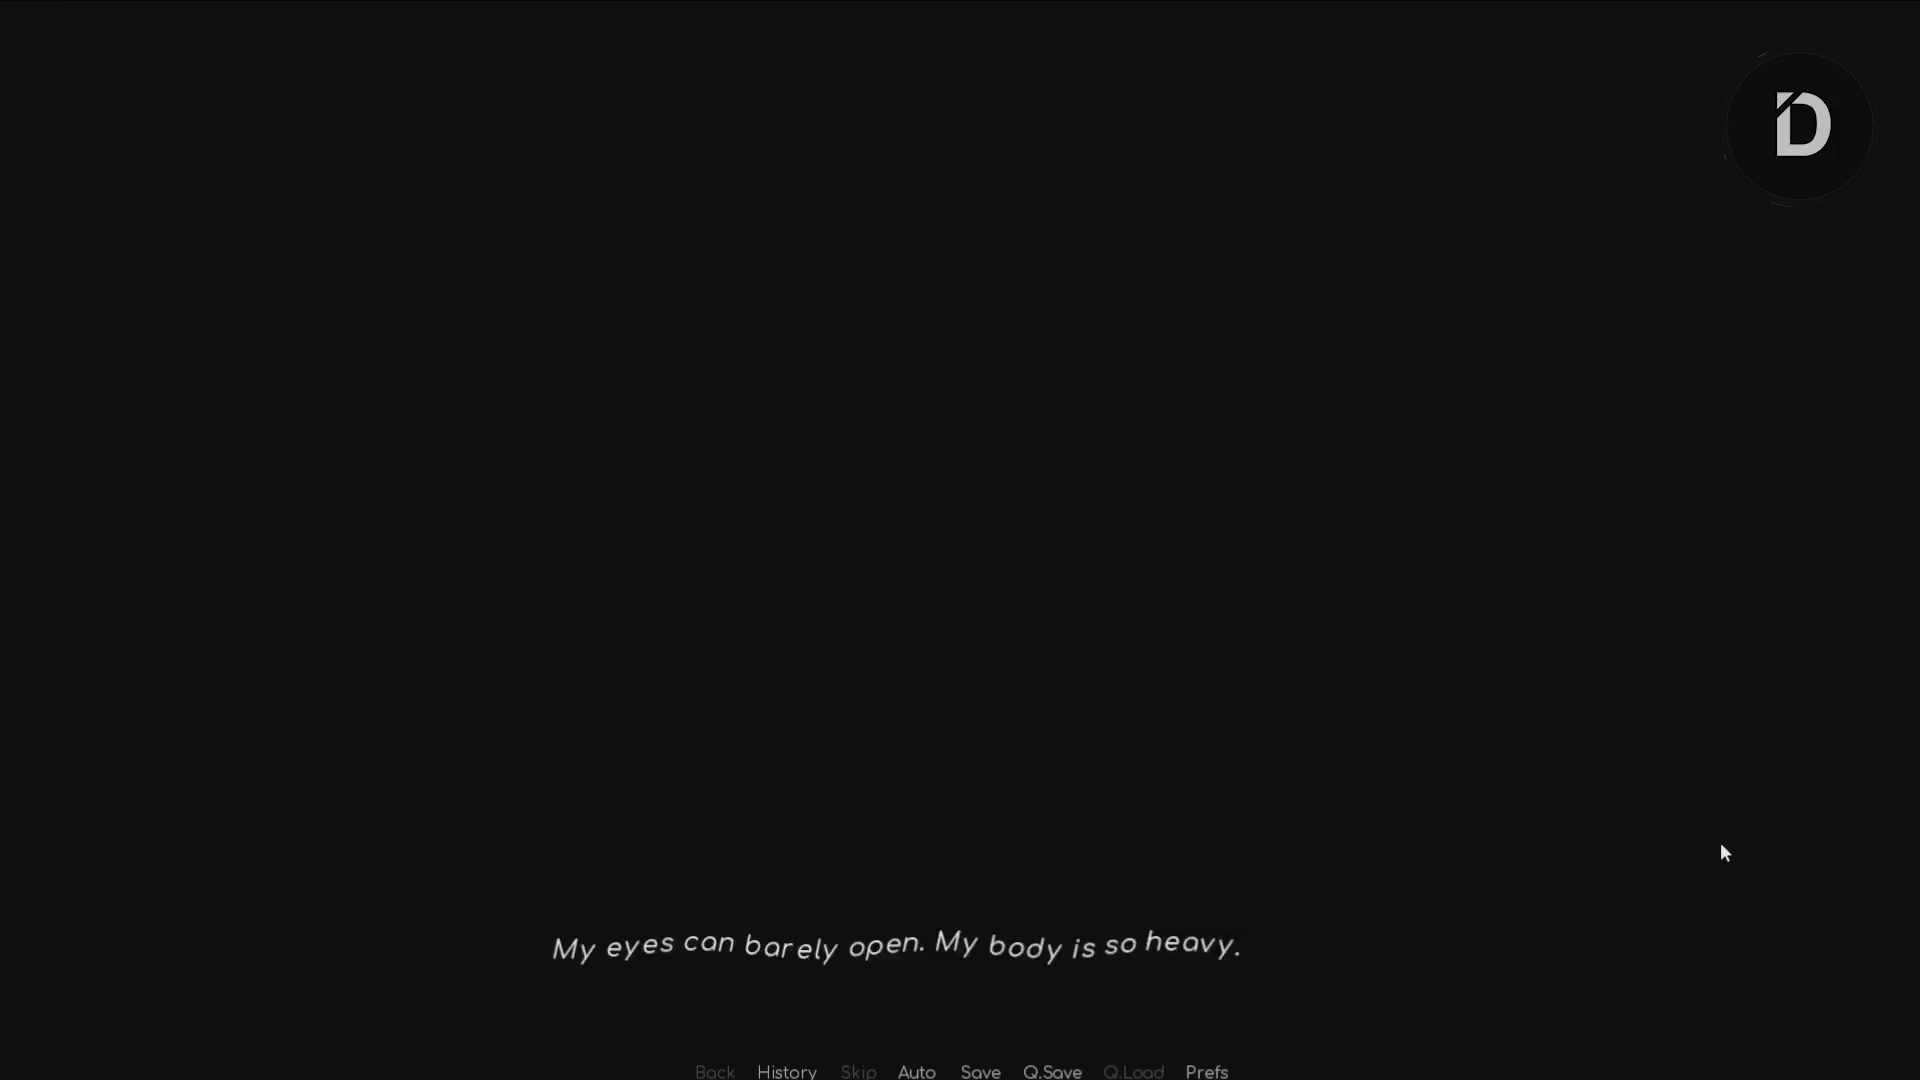 D
My eyes can barely open. My body is so heavy.
Back History Skip Auto Save Q.Save Q.Load Prefs